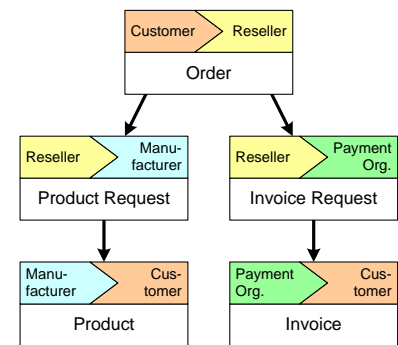 Customer Reseller
Order
Reseller Manu-
facturer
Product Request
Reseller Payment
Org.
Invoice Request
Manu-
facturer
Cus-
tomer
Product
Payment
Org.
Cus-
tomer
Invoice